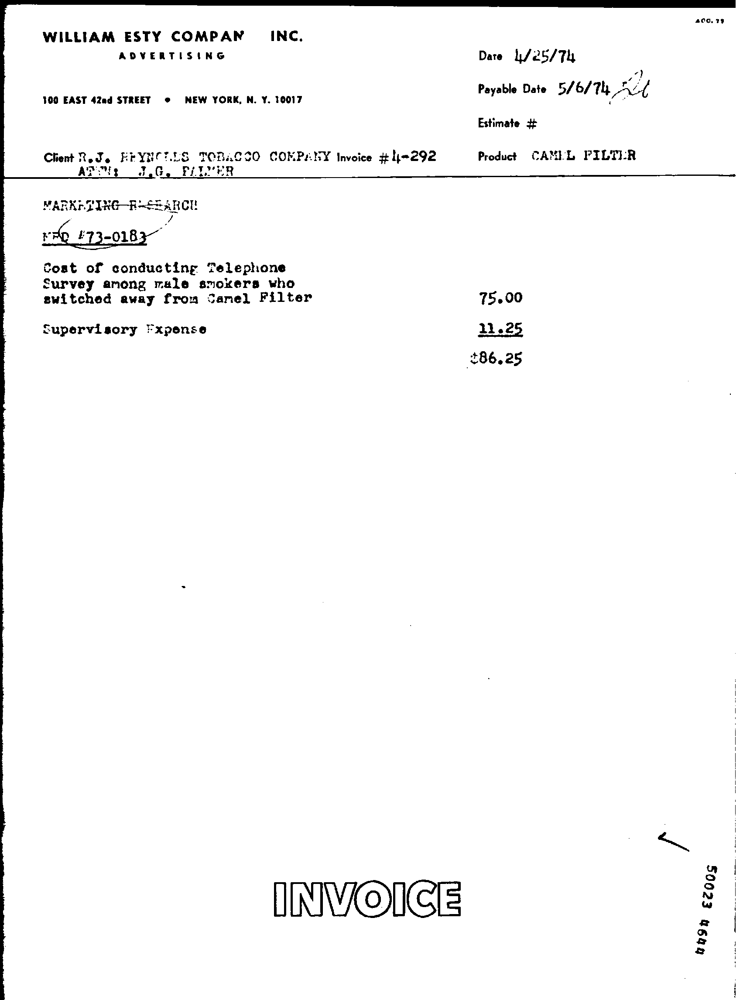 ACC. 11
WILLIAM ESTY COMPANY INC.
ADVERTISING
Date 4/25/74
Payable Date 5/6/74
100 EAST 42nd STREET • NEW YORK, N. Y. 10017
Estimate #
Client R.J. REYNOLLS TOBACCO COMPANY Invoice #4-292 Product CAMEL FILTER
ATTN: J.G. PALMER
MARKETING RESEARCH
MRD #73-0183
Cost of conducting Telephone
Survey among male smokers who
switched away from Camel Filter 75.00
Supervisory Expense 11.25
$86.25
INVOICE
50023 4644